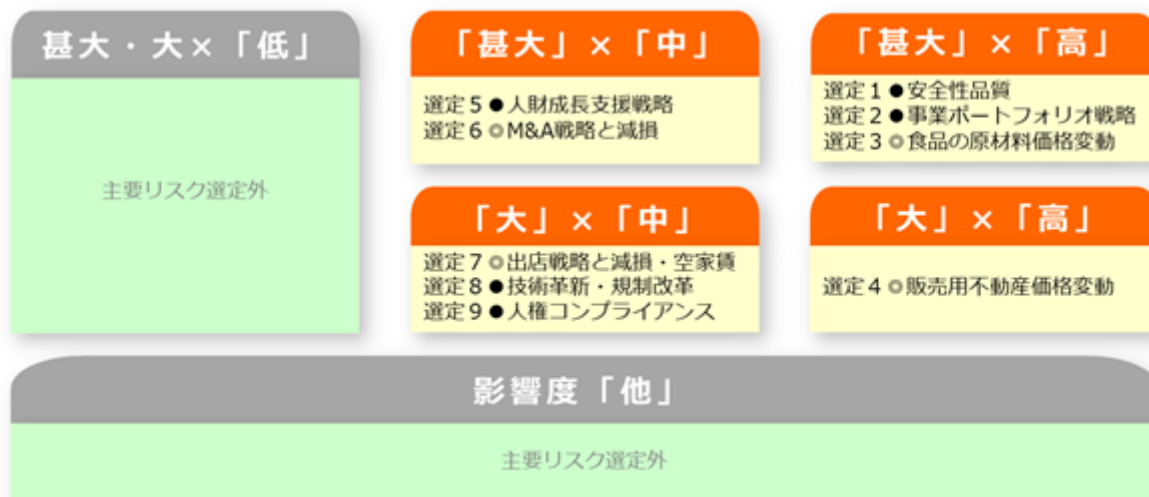 甚大・大×「低」
主要リスク選定外
「甚大」×「中」
選定５●人財成長支援戦略
選定６◎M&A戦略と減損
「甚大」×「高」
選定１●安全性品質
選定２●事業ポートフォリオ戦略
選定３◎食品の原材料価格変動
「大」×「中」
選定７◎出店戦略と減損・空家賃
選定８●技術革新・規制改革
選定９●人権コンプライアンス
「大」×「高」
選定４◎販売用不動産価格変動
影響度「他」
主要リスク選定外